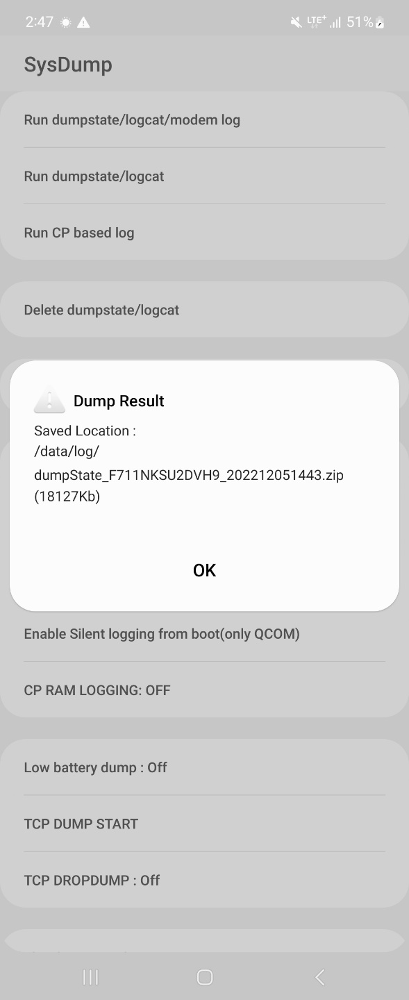 2:47 LTE+ 51%
SysDump
Run dumpstate/logcat/modem log
Run dumpstate/logcat
Run CP based log
Delete dumpstate/logcat
Dump Result
Saved Location :
/data/log/
dumpState_F711NKSU2DVH9_202212051443.zip
(18127Kb)
OK
Enable Silent logging from boot(only QCOM)
CP RAM LOGGING: OFF
Low battery dump : Off
TCP DUMP START
TCP DROPDUMP : Off